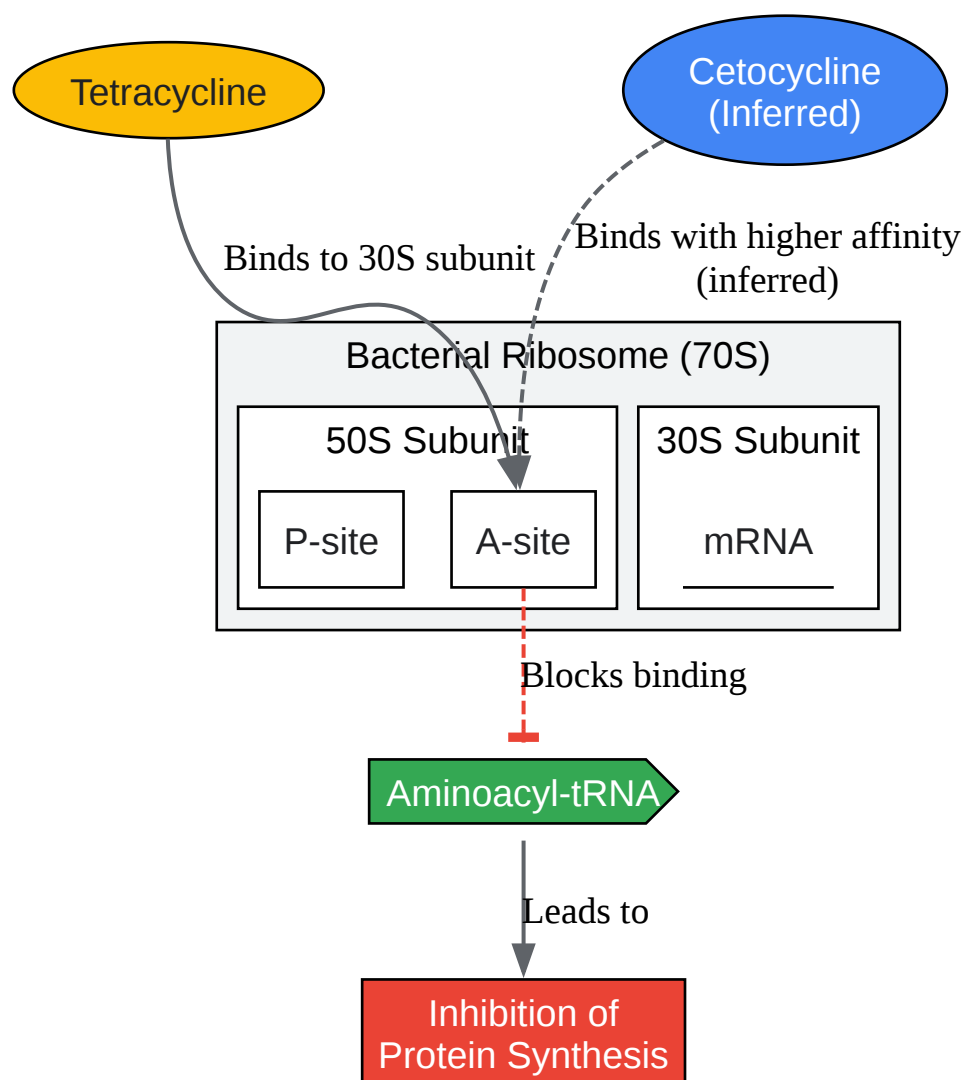 Tetracycline
Cetocycline
(Inferred)
Binds to 30S subunit
Binds with higher affinity
(inferred)
Bacterial Ribosome (70S)
50S Subunit
30S Subunit
P-site
A-site
mRNA
Blocks binding
Aminoacyl-tRNA
Leads to
Inhibition of
Protein Synthesis